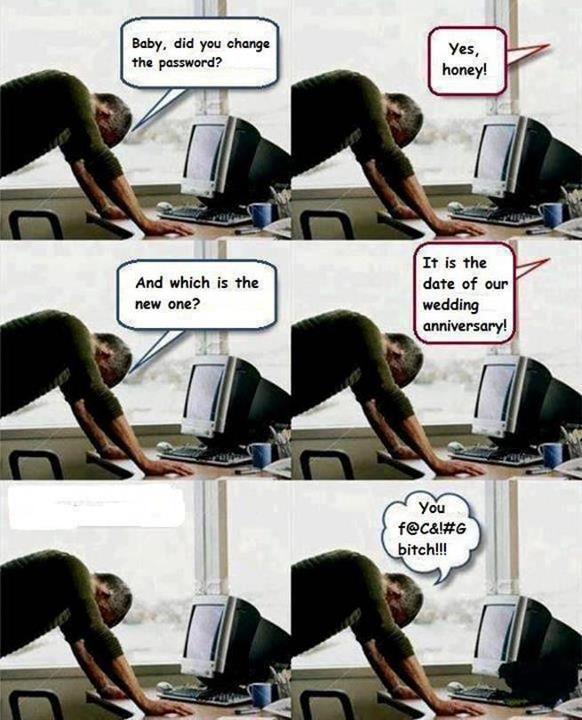 Baby, did you change
the password?
Yes,
honey!
And which is the
new one?
It is the
date of our
wedding
anniversary!
You
f@C&!#G
bitch!!!